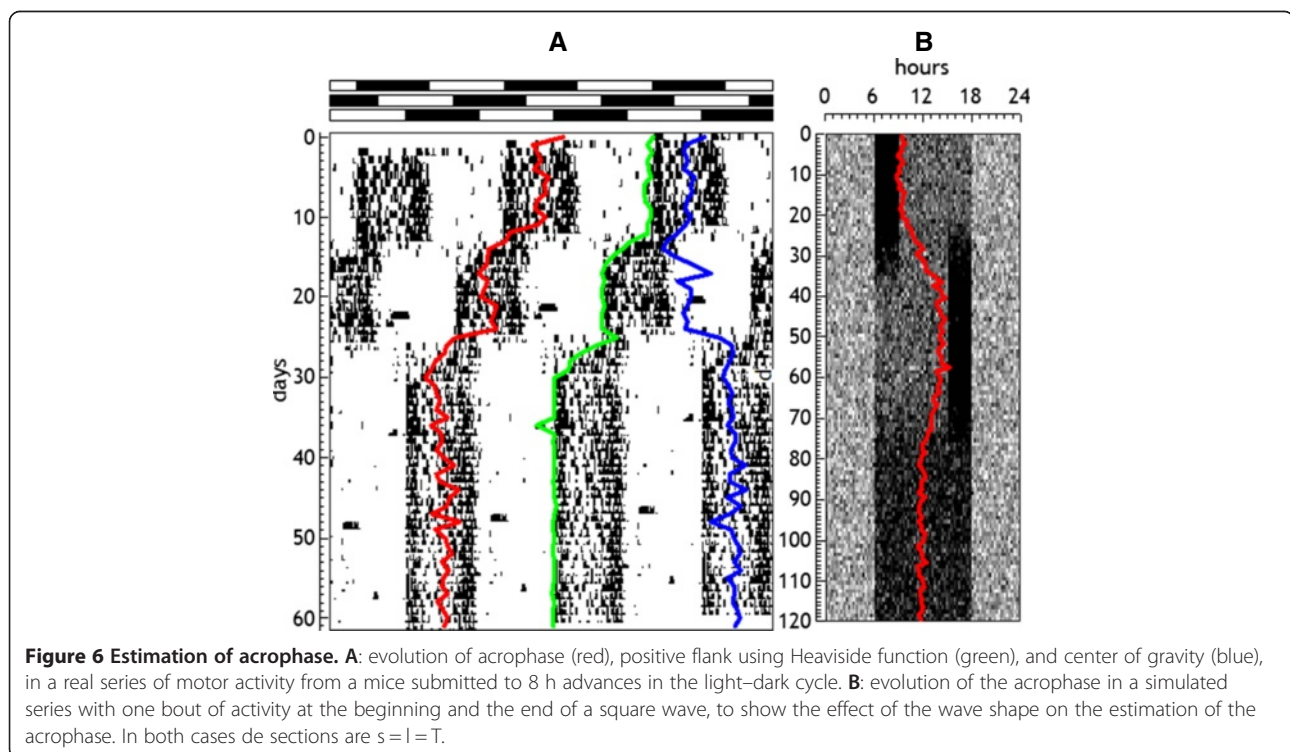 A
B
hours
0 6 12 18 24
0
10
20
30
40
50
60
days
0
10
20
30
40
50
60
70
80
90
100
110
120
d
Figure 6 Estimation of acrophase. A: evolution of acrophase (red), positive flank using Heaviside function (green), and center of gravity (blue),
in a real series of motor activity from a mice submitted to 8 h advances in the light–dark cycle. B: evolution of the acrophase in a simulated
series with one bout of activity at the beginning and the end of a square wave, to show the effect of the wave shape on the estimation of the
acrophase. In both cases de sections are s = l = T.